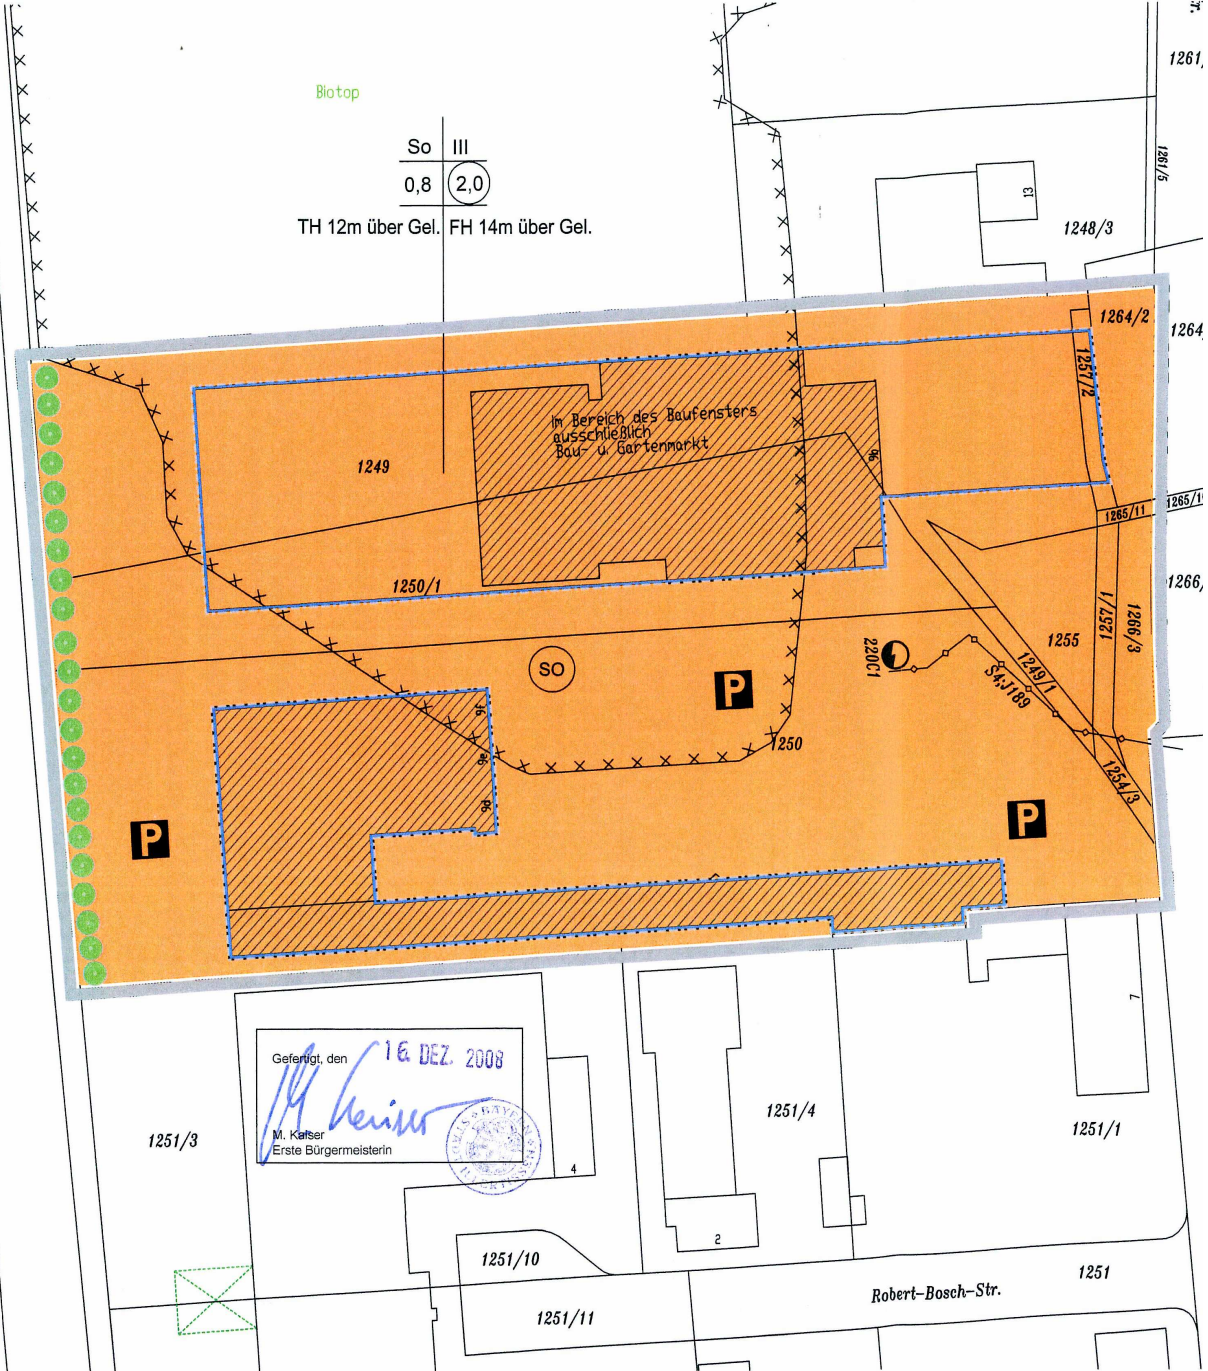 1261/
Biotop
So III
0,8 2,0
TH 12m über Gel. FH 14m über Gel.
1261/5
13
1248/3
1264/2
1264
1257/2
Im Bereich des Baufensters
ausschließlich
Bau- u. Gartenmarkt
1249
96
1265/11
1265/1
1250/1
1266/
1257/1
1266/3
1255
220C1
1249/1
S4,J189
SO
P
1250
9e
1254/3
P
P
7
Gefertigt, den 16. DEZ. 2008
M. Kaiser
Erste Bürgermeisterin
BAYERN
1251/3
1251/4
1251/1
4
2
1251/10
1251
Robert-Bosch-Str.
1251/11